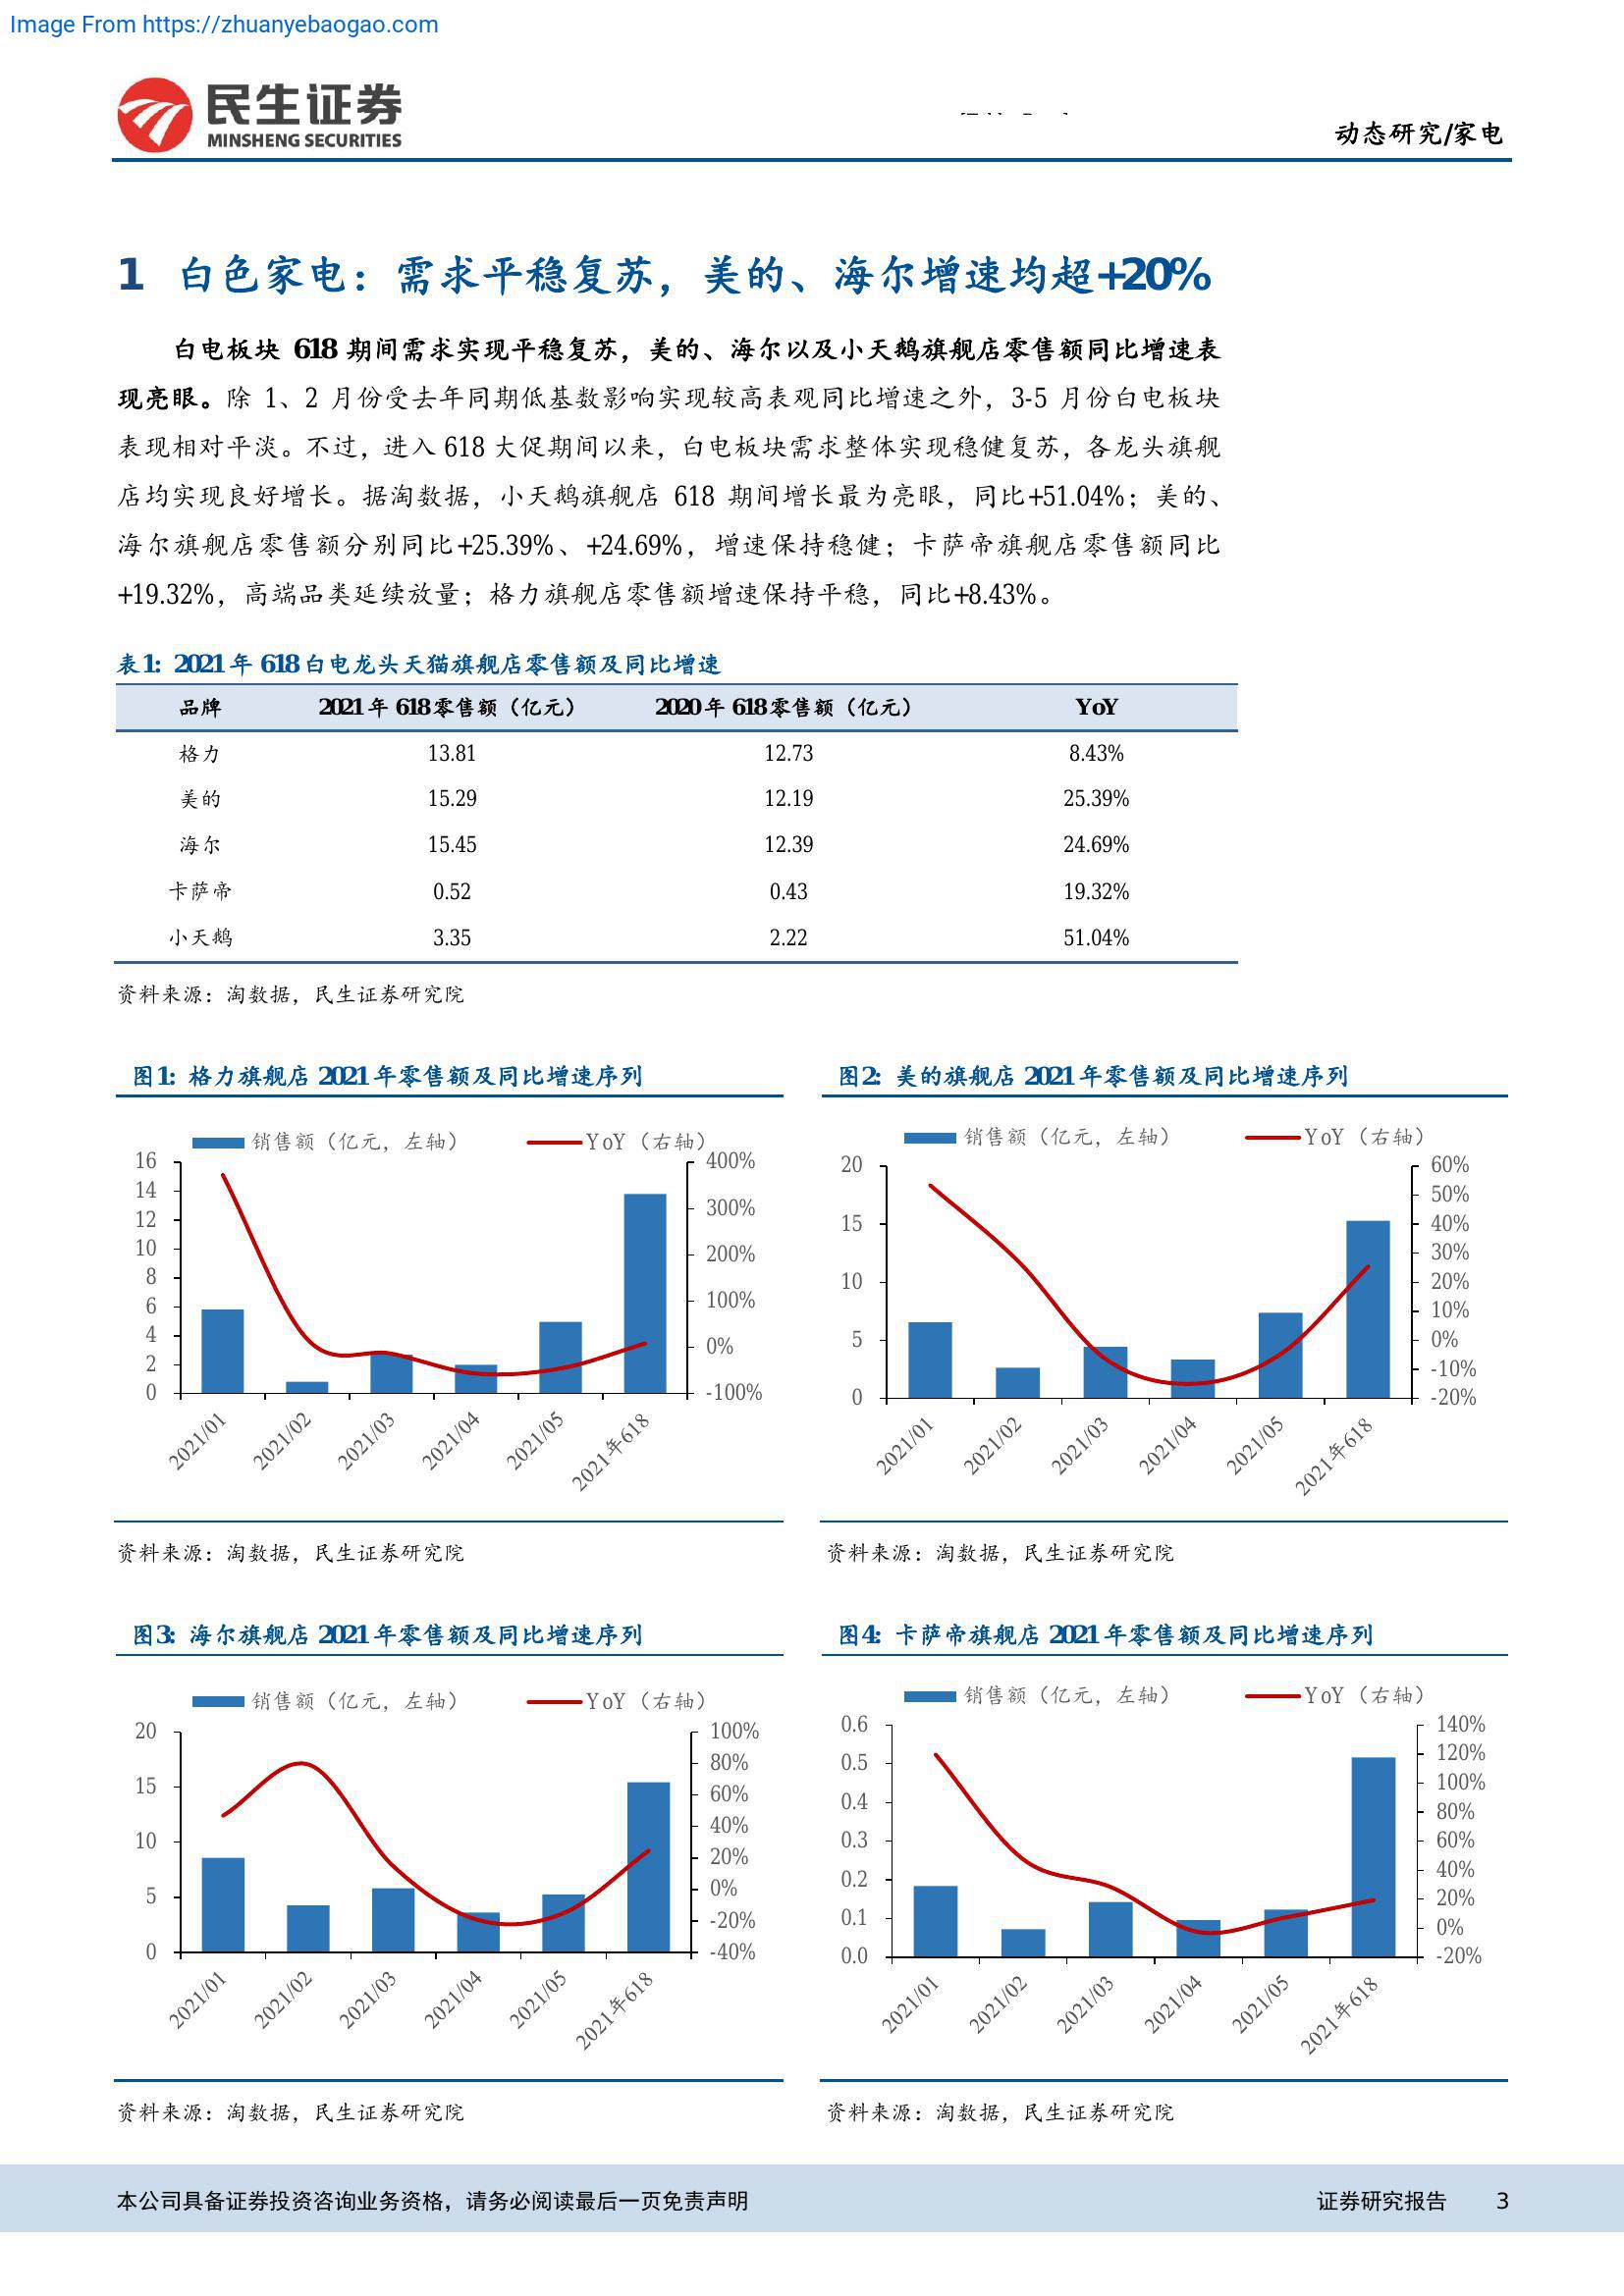 Image From https://zhuanyebaogao.com
民生证券
MINSHENG SECURITIES
动态研究/家电
1 白色家电：需求平稳复苏，美的、海尔增速均超+20%
白电板块 618 期间需求实现平稳复苏，美的、海尔以及小天鹅旗舰店零售额同比增速表
现亮眼。除 1、2 月份受去年同期低基数影响实现较高表观同比增速之外，3-5 月份白电板块
表现相对平淡。不过，进入 618 大促期间以来，白电板块需求整体实现稳健复苏，各龙头旗舰
店均实现良好增长。据淘数据，小天鹅旗舰店 618 期间增长最为亮眼，同比+51.04%；美的、
海尔旗舰店零售额分别同比+25.39%、+24.69%，增速保持稳健；卡萨帝旗舰店零售额同比
+19.32%，高端品类延续放量；格力旗舰店零售额增速保持平稳，同比+8.43%。
表1：2021 年 618 白电龙头天猫旗舰店零售额及同比增速
品牌 2021 年 618 零售额（亿元） 2020 年 618 零售额（亿元） YoY
格力 13.81 12.73 8.43%
美的 15.29 12.19 25.39%
海尔 15.45 12.39 24.69%
卡萨帝 0.52 0.43 19.32%
小天鹅 3.35 2.22 51.04%
资料来源：淘数据，民生证券研究院
图1：格力旗舰店 2021 年零售额及同比增速序列
销售额（亿元，左轴） YoY（右轴）
16
14
12
10
8
6
4
2
0
400%
300%
200%
100%
0%
-100%
2021/01 2021/02 2021/03 2021/04 2021/05 2021年618
资料来源：淘数据，民生证券研究院
图2：美的旗舰店 2021 年零售额及同比增速序列
销售额（亿元，左轴） YoY（右轴）
20
15
10
5
0
60%
50%
40%
30%
20%
10%
0%
-10%
-20%
2021/01 2021/02 2021/03 2021/04 2021/05 2021年618
资料来源：淘数据，民生证券研究院
图3：海尔旗舰店 2021 年零售额及同比增速序列
销售额（亿元，左轴） YoY（右轴）
20
15
10
5
0
100%
80%
60%
40%
20%
0%
-20%
-40%
2021/01 2021/02 2021/03 2021/04 2021/05 2021年618
资料来源：淘数据，民生证券研究院
图4：卡萨帝旗舰店 2021 年零售额及同比增速序列
销售额（亿元，左轴） YoY（右轴）
0.6
0.5
0.4
0.3
0.2
0.1
0.0
140%
120%
100%
80%
60%
40%
20%
0%
-20%
2021/01 2021/02 2021/03 2021/04 2021/05 2021年618
资料来源：淘数据，民生证券研究院
本公司具备证券投资咨询业务资格，请务必阅读最后一页免责声明 证券研究报告 3